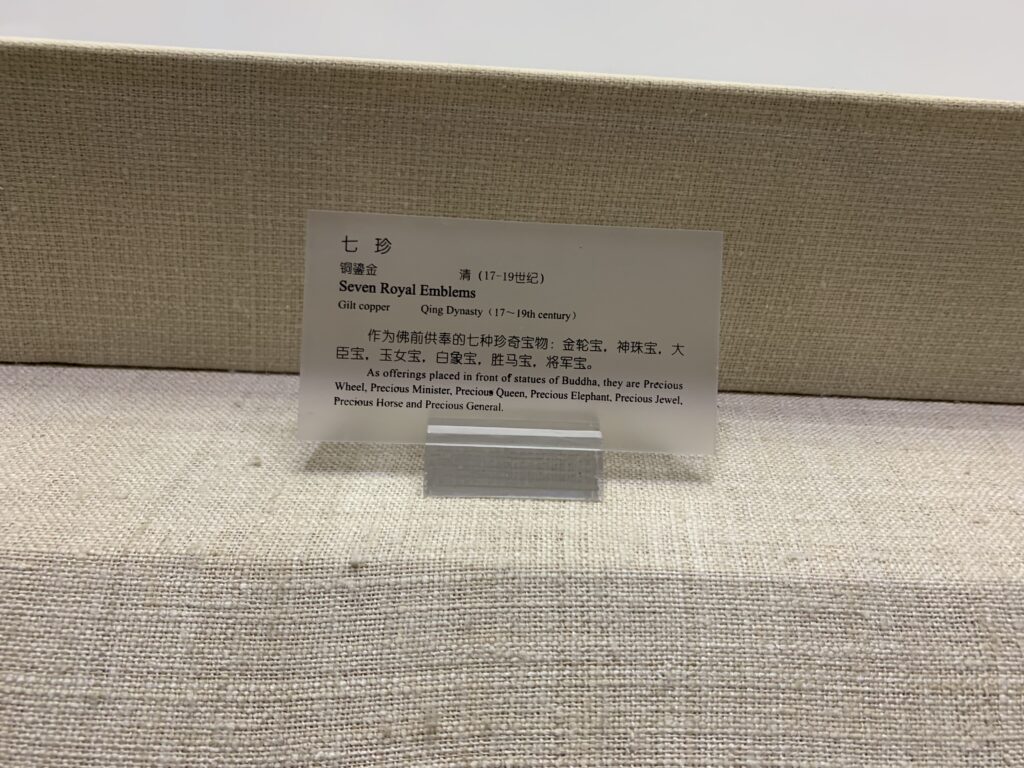 七 珍
铜鎏金 清（17-19世纪）
Seven Royal Emblems
Gilt copper Qing Dynasty（17～19th century）
作为佛前供奉的七种珍奇宝物：金轮宝，神珠宝，大
臣宝，玉女宝，白象宝，胜马宝，将军宝。
As offerings placed in front of statues of Buddha, they are Precious
Wheel, Precious Minister, Precious Queen, Precious Elephant, Precious Jewel,
Precious Horse and Precious General.